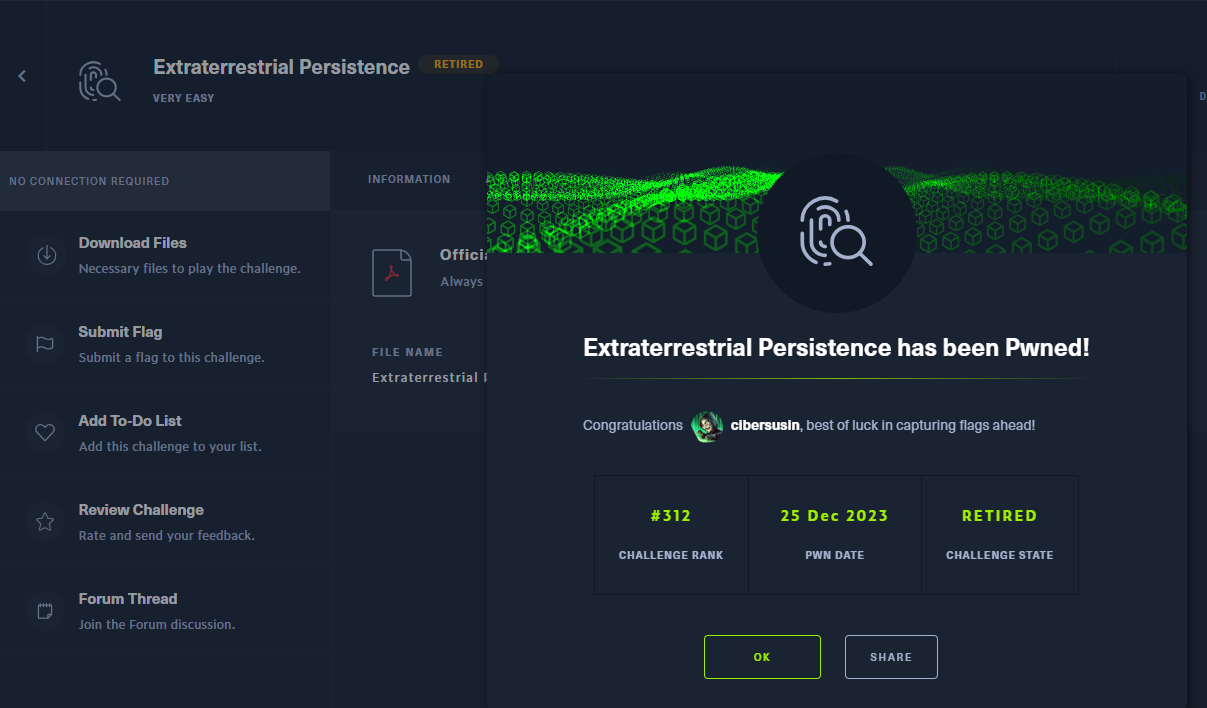 Extraterrestrial Persistence
RETIRED
VERY EASY
NO CONNECTION REQUIRED
Download Files
Necessary files to play the challenge.
Submit Flag
Submit a flag to this challenge.
Add To-Do List
Add this challenge to your list.
Review Challenge
Rate and send your feedback.
Forum Thread
Join the Forum discussion.
INFORMATION
Always
FILE NAME
Extraterrestrial
Extraterrestrial Persistence has been Pwned!
Congratulations cibersusin, best of luck in capturing flags ahead!
#312 25 Dec 2023 RETIRED
CHALLENGE RANK PWN DATE CHALLENGE STATE
OK SHARE